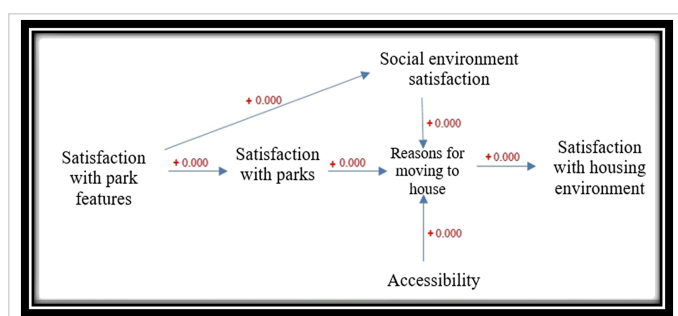 Social environment
satisfaction
+ 0.000
+ 0.000
Satisfaction
with park
features
+ 0.000
Satisfaction
with parks
+ 0.000
Reasons for
moving to
house
+ 0.000
Satisfaction
with housing
environment
+ 0.000
Accessibility